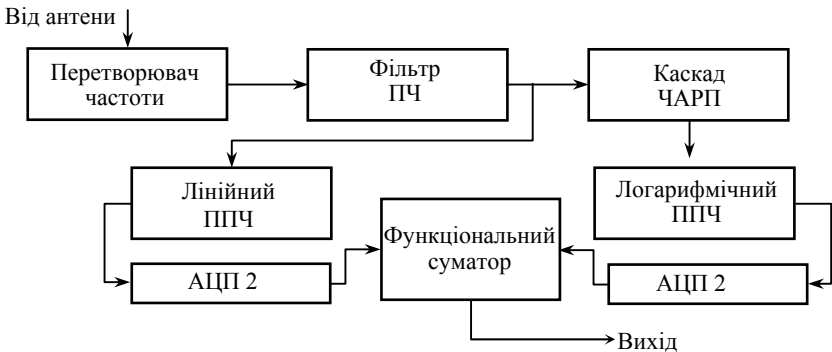 Від антени
Перетворювач
частоти
Фільтр
ПЧ
Каскад
ЧАРП
Лінійний
ППЧ
Функціональний
суматор
Логарифмічний
ППЧ
АЦП 2
АЦП 2
Вихід